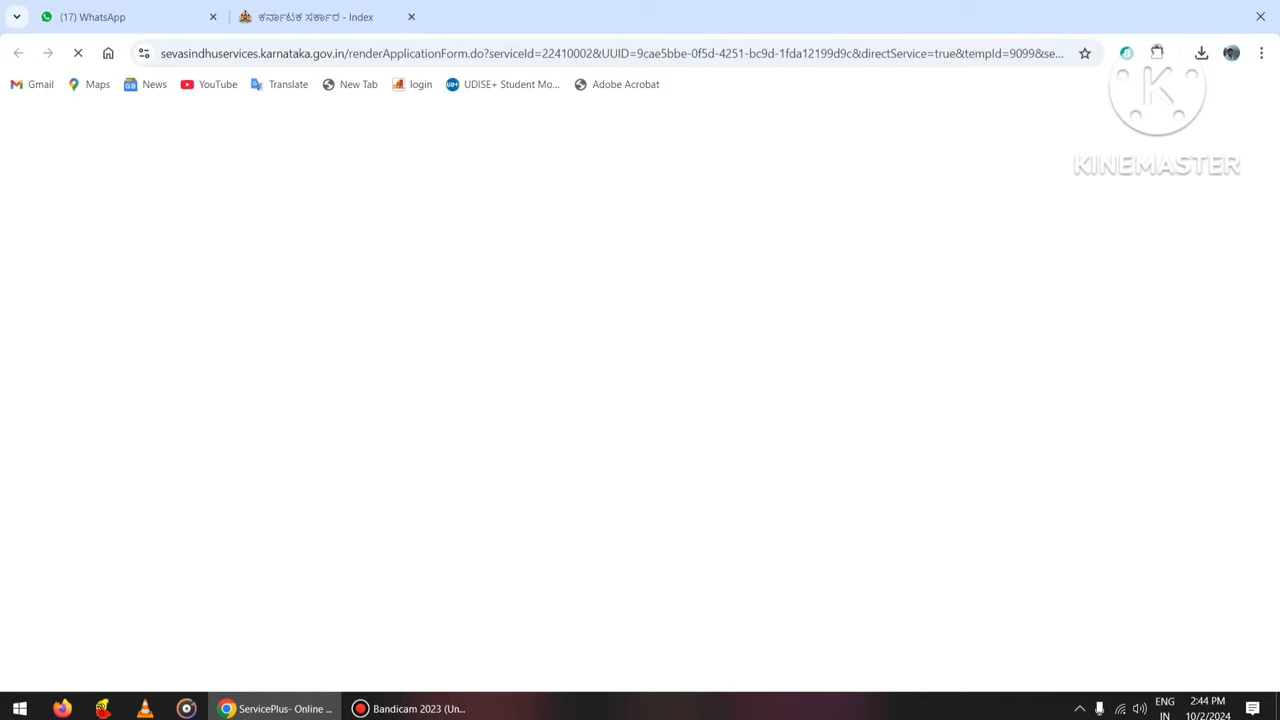 (17) WhatsApp
ಕರ್ನಾಟಕ ಸರ್ಕಾರ - Index
sevasindhuservices.karnataka.gov.in/renderApplicationForm.do?serviceId=22410002&UUID=9cae5bbe-0f5d-4251-bc9d-1fda12199d9c&directService=true&tempId=9099&se...
Gmail
Maps
News
YouTube
Translate
New Tab
login
UDISE+ Student Mo...
Adobe Acrobat
K
KINEMASTER
ServicePlus- Online ...
Bandicam 2023 (Un...
ENG
IN
2:44 PM
10/2/2024